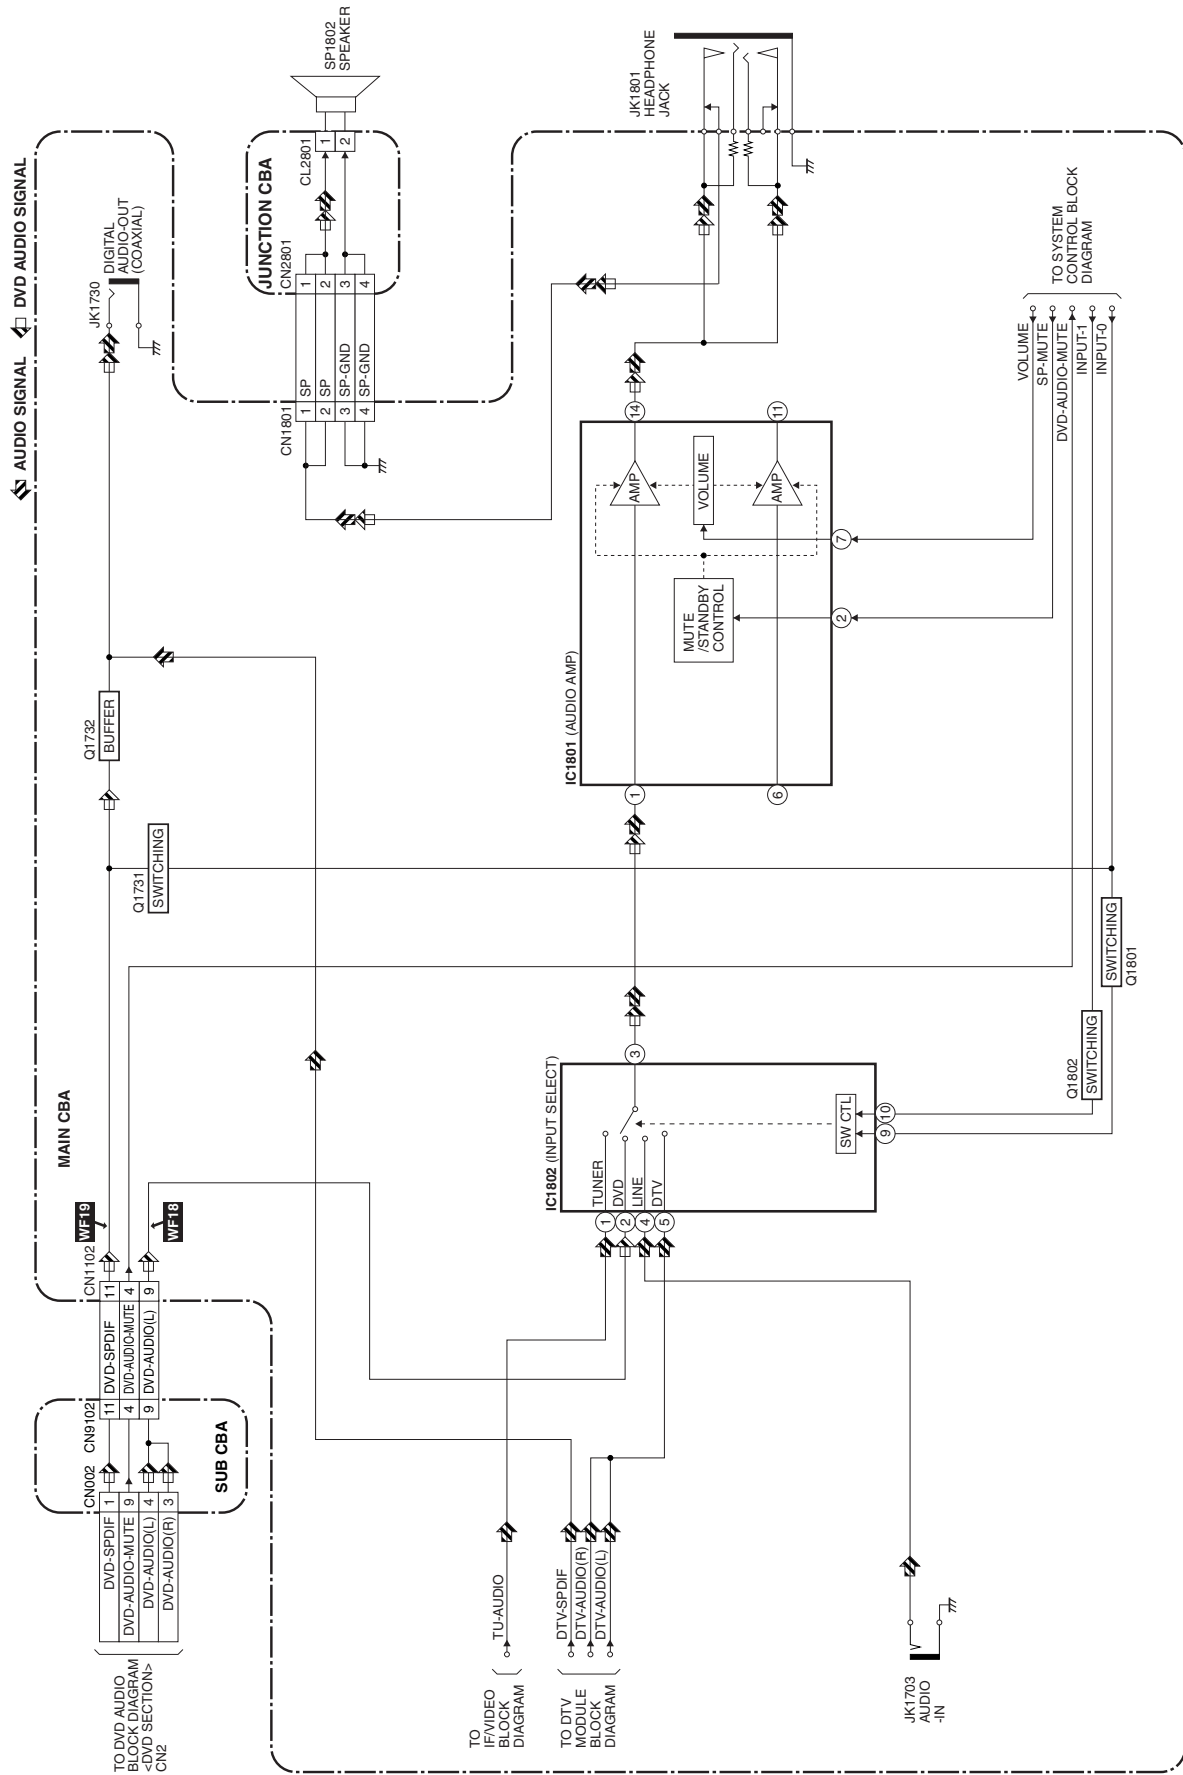 AUDIO SIGNAL
DVD AUDIO SIGNAL
MAIN CBA
TO DVD AUDIO
BLOCK DIAGRAM
<DVD SECTION>
CN2
CN002
DVD-SPDIF 1
DVD-AUDIO-MUTE 9
DVD-AUDIO(L) 4
DVD-AUDIO(R) 3
SUB CBA
CN9102
CN1102
11 DVD-SPDIF 11
4 DVD-AUDIO-MUTE 4
9 DVD-AUDIO(L) 9
WF19
WF18
Q1731
SWITCHING
Q1732
BUFFER
JK1730
DIGITAL
AUDIO-OUT
(COAXIAL)
JUNCTION CBA
CN1801
CN2801
1 SP 1
2 SP 2
3 SP-GND 3
4 SP-GND 4
CL2801
1
2
SP1802
SPEAKER
TO
IF/VIDEO
BLOCK
DIAGRAM
TU-AUDIO
TO DTV
MODULE
BLOCK
DIAGRAM
DTV-SPDIF
DTV-AUDIO(R)
DTV-AUDIO(L)
JK1703
AUDIO
-IN
IC1802 (INPUT SELECT)
1
2
4
5
TUNER
DVD
LINE
DTV
3
SW CTL
9
10
Q1802
SWITCHING
SWITCHING
Q1801
IC1801 (AUDIO AMP)
1
6
AMP
AMP
14
11
VOLUME
MUTE
/STANDBY
CONTROL
2
7
JK1801
HEADPHONE
JACK
VOLUME
SP-MUTE
DVD-AUDIO-MUTE
INPUT-1
INPUT-0
TO SYSTEM
CONTROL BLOCK
DIAGRAM